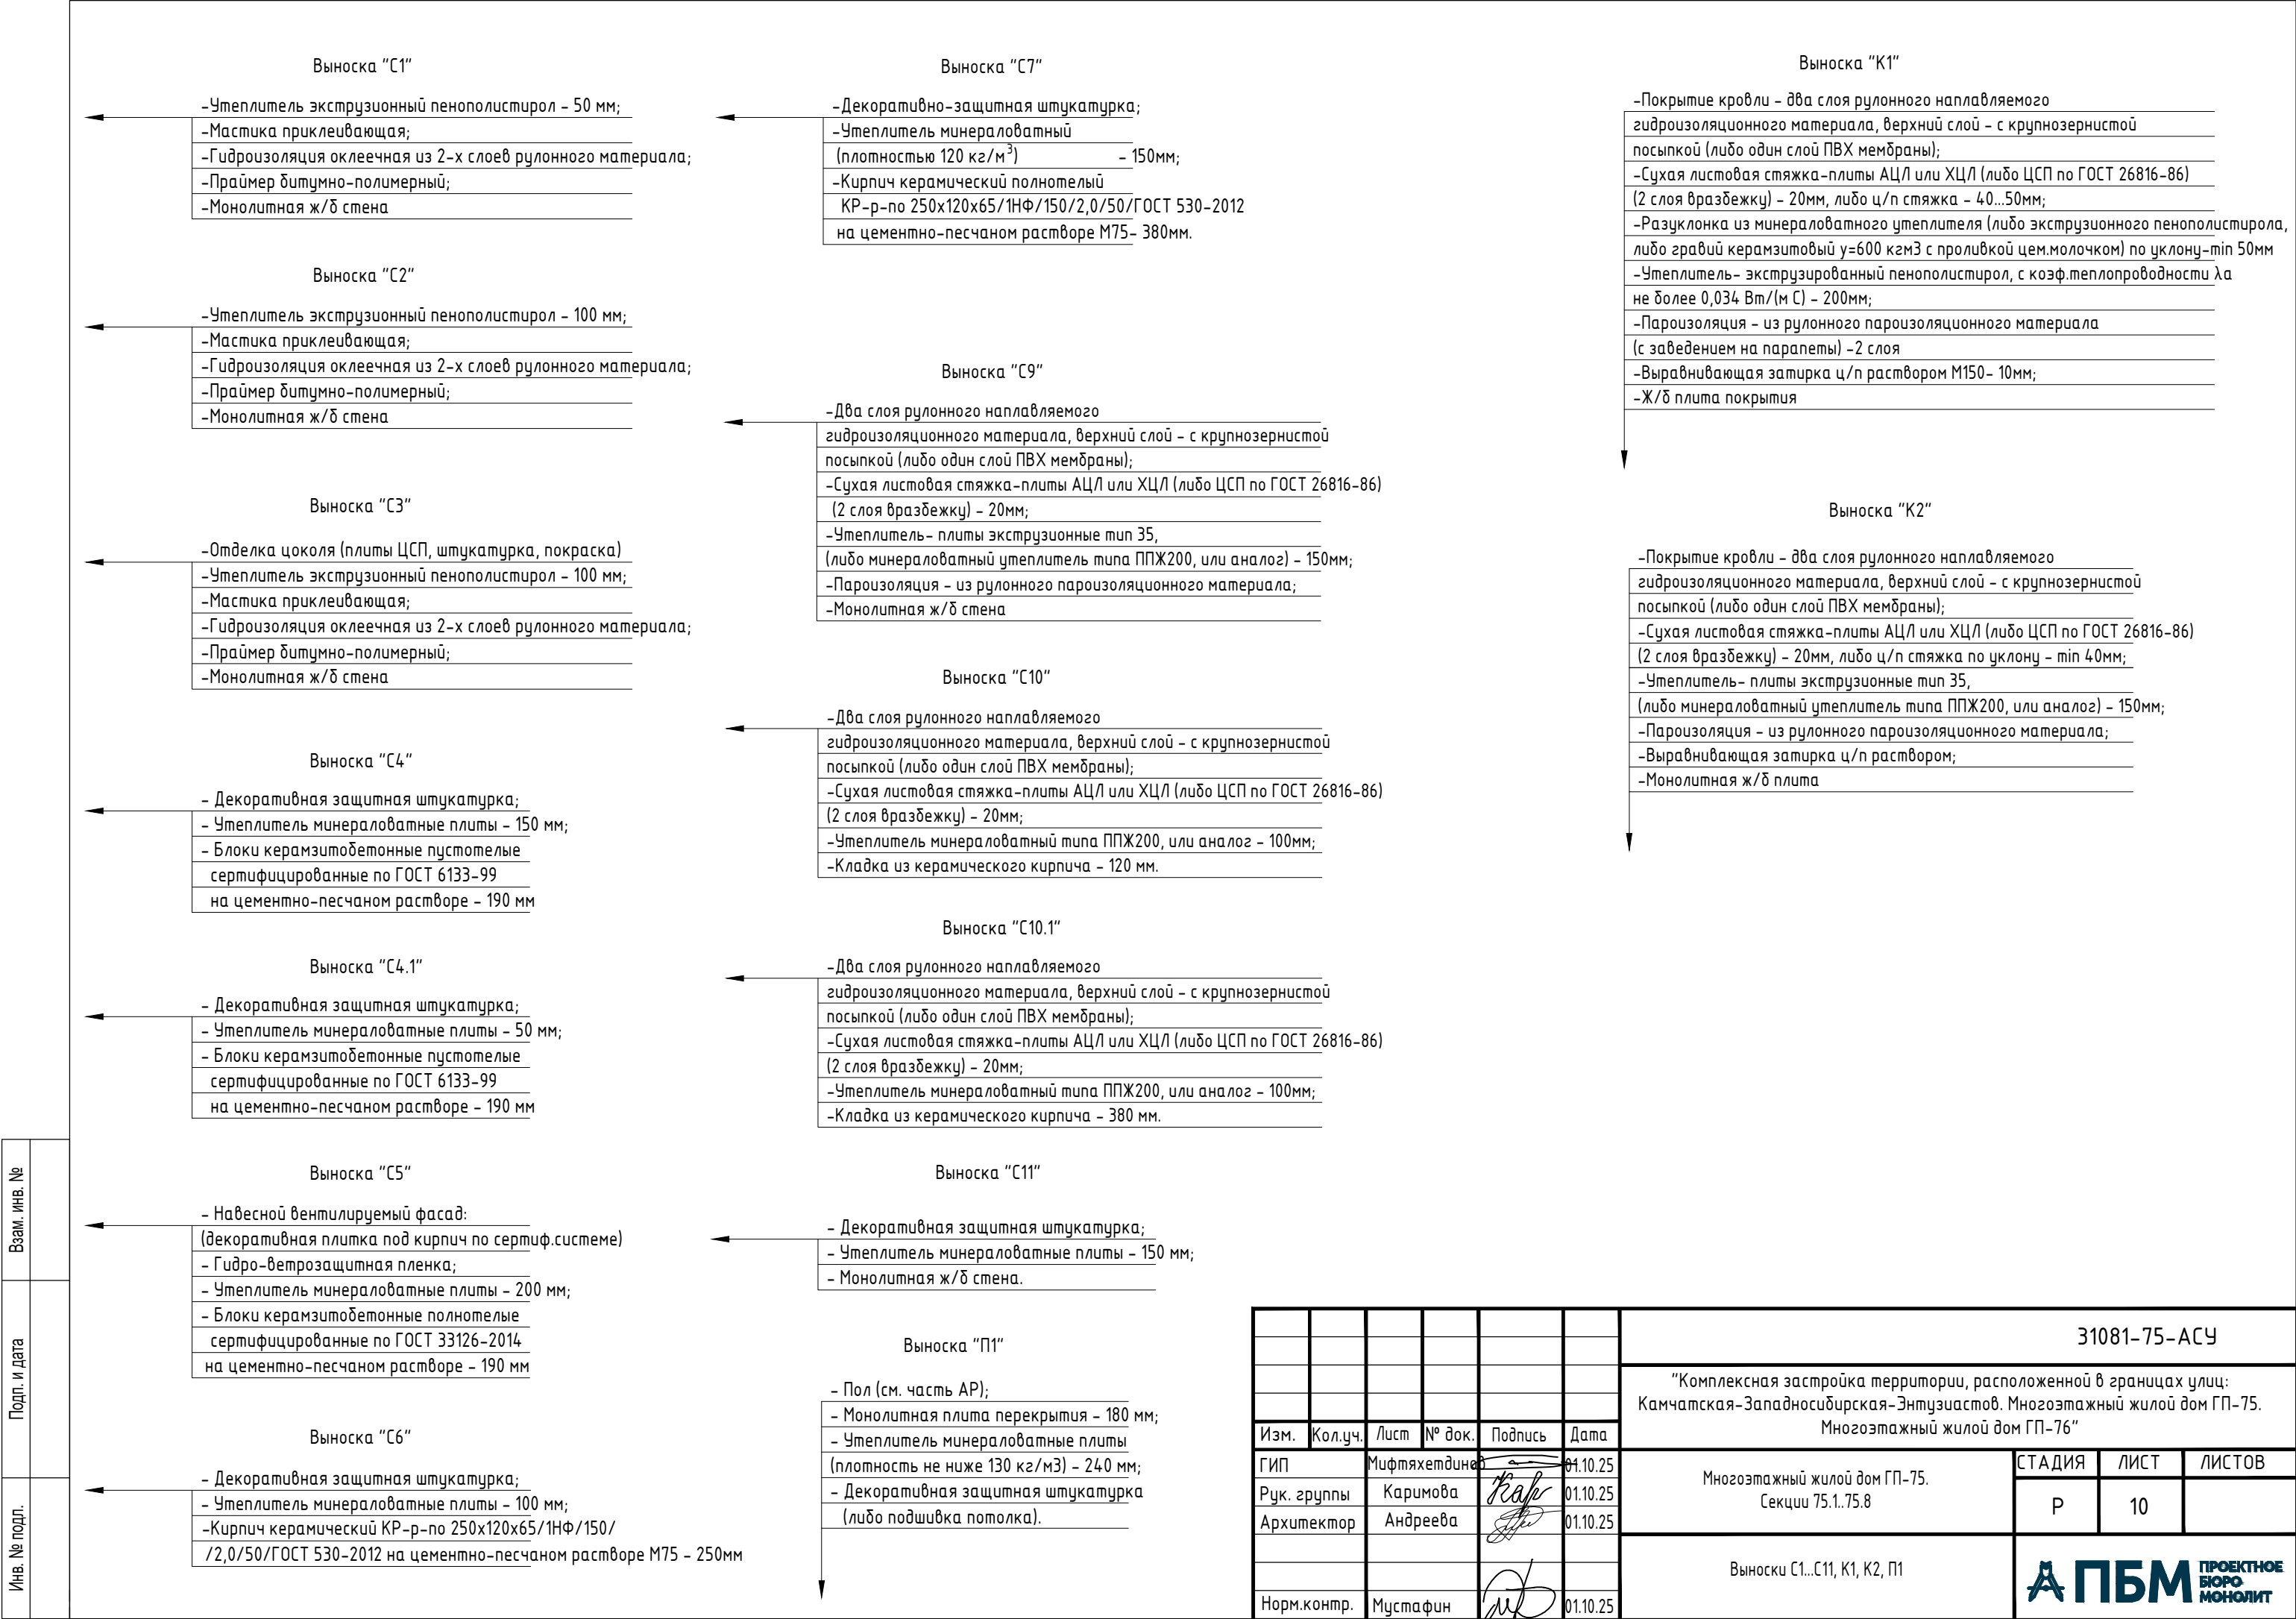 Выноска "С1"
-Утеплитель экструзионный пенополистирол - 50 мм;
-Мастика приклеивающая;
-Гидроизоляция оклеечная из 2-х слоев рулонного материала;
-Праймер битумно-полимерный;
-Монолитная ж/б стена
Выноска "С2"
-Утеплитель экструзионный пенополистирол - 100 мм;
-Мастика приклеивающая;
-Гидроизоляция оклеечная из 2-х слоев рулонного материала;
-Праймер битумно-полимерный;
-Монолитная ж/б стена
Выноска "С3"
-Отделка цоколя (плиты ЦСП, штукатурка, покраска)
-Утеплитель экструзионный пенополистирол - 100 мм;
-Мастика приклеивающая;
-Гидроизоляция оклеечная из 2-х слоев рулонного материала;
-Праймер битумно-полимерный;
-Монолитная ж/б стена
Выноска "С4"
- Декоративная защитная штукатурка;
- Утеплитель минераловатные плиты - 150 мм;
- Блоки керамзитобетонные пустотелые
сертифицированные по ГОСТ 6133-99
на цементно-песчаном растворе - 190 мм
Выноска "С4.1"
- Декоративная защитная штукатурка;
- Утеплитель минераловатные плиты - 50 мм;
- Блоки керамзитобетонные пустотелые
сертифицированные по ГОСТ 6133-99
на цементно-песчаном растворе - 190 мм
Выноска "С5"
- Навесной вентилируемый фасад:
(декоративная плитка под кирпич по сертиф.системе)
- Гидро-ветрозащитная пленка;
- Утеплитель минераловатные плиты - 200 мм;
- Блоки керамзитобетонные полнотелые
сертифицированные по ГОСТ 33126-2014
на цементно-песчаном растворе - 190 мм
Выноска "С6"
- Декоративная защитная штукатурка;
- Утеплитель минераловатные плиты - 100 мм;
-Кирпич керамический КР-р-по 250х120х65/1НФ/150/
/2,0/50/ГОСТ 530-2012 на цементно-песчаном растворе М75 - 250мм
Выноска "С7"
-Декоративно-защитная штукатурка;
-Утеплитель минераловатный
(плотностью 120 кг/м³) - 150мм;
-Кирпич керамический полнотелый
КР-р-по 250х120х65/1НФ/150/2,0/50/ГОСТ 530-2012
на цементно-песчаном растворе М75- 380мм.
Выноска "С9"
-Два слоя рулонного наплавляемого
гидроизоляционного материала, верхний слой - с крупнозернистой
посыпкой (либо один слой ПВХ мембраны);
-Сухая листовая стяжка-плиты АЦЛ или ХЦЛ (либо ЦСП по ГОСТ 26816-86)
(2 слоя вразбежку) - 20мм;
-Утеплитель- плиты экструзионные тип 35,
(либо минераловатный утеплитель типа ППЖ200, или аналог) - 150мм;
-Пароизоляция - из рулонного пароизоляционного материала;
-Монолитная ж/б стена
Выноска "С10"
-Два слоя рулонного наплавляемого
гидроизоляционного материала, верхний слой - с крупнозернистой
посыпкой (либо один слой ПВХ мембраны);
-Сухая листовая стяжка-плиты АЦЛ или ХЦЛ (либо ЦСП по ГОСТ 26816-86)
(2 слоя вразбежку) - 20мм;
-Утеплитель минераловатный типа ППЖ200, или аналог - 100мм;
-Кладка из керамического кирпича - 120 мм.
Выноска "С10.1"
-Два слоя рулонного наплавляемого
гидроизоляционного материала, верхний слой - с крупнозернистой
посыпкой (либо один слой ПВХ мембраны);
-Сухая листовая стяжка-плиты АЦЛ или ХЦЛ (либо ЦСП по ГОСТ 26816-86)
(2 слоя вразбежку) - 20мм;
-Утеплитель минераловатный типа ППЖ200, или аналог - 100мм;
-Кладка из керамического кирпича - 380 мм.
Выноска "С11"
- Декоративная защитная штукатурка;
- Утеплитель минераловатные плиты - 150 мм;
- Монолитная ж/б стена.
Выноска "П1"
- Пол (см. часть АР);
- Монолитная плита перекрытия - 180 мм;
- Утеплитель минераловатные плиты
(плотность не ниже 130 кг/м3) - 240 мм;
- Декоративная защитная штукатурка
(либо подшивка потолка).
Выноска "К1"
-Покрытие кровли - два слоя рулонного наплавляемого
гидроизоляционного материала, верхний слой - с крупнозернистой
посыпкой (либо один слой ПВХ мембраны);
-Сухая листовая стяжка-плиты АЦЛ или ХЦЛ (либо ЦСП по ГОСТ 26816-86)
(2 слоя вразбежку) - 20мм, либо ц/п стяжка - 40...50мм;
-Разуклонка из минераловатного утеплителя (либо экструзионного пенополистирола,
либо гравий керамзитовый у=600 кгм3 с проливкой цем.молочком) по уклону-min 50мм
-Утеплитель- экструзированный пенополистирол, с коэф.теплопроводности λа
не более 0,034 Вт/(м С) - 200мм;
-Пароизоляция - из рулонного пароизоляционного материала
(с заведением на парапеты) -2 слоя
-Выравнивающая затирка ц/п раствором М150- 10мм;
-Ж/б плита покрытия
Выноска "К2"
-Покрытие кровли - два слоя рулонного наплавляемого
гидроизоляционного материала, верхний слой - с крупнозернистой
посыпкой (либо один слой ПВХ мембраны);
-Сухая листовая стяжка-плиты АЦЛ или ХЦЛ (либо ЦСП по ГОСТ 26816-86)
(2 слоя вразбежку) - 20мм, либо ц/п стяжка по уклону - min 40мм;
-Утеплитель- плиты экструзионные тип 35,
(либо минераловатный утеплитель типа ППЖ200, или аналог) - 150мм;
-Пароизоляция - из рулонного пароизоляционного материала;
-Выравнивающая затирка ц/п раствором;
-Монолитная ж/б плита
Взам. инв. №
Подп. и дата
Инв. № подл.
31081-75-АСУ
"Комплексная застройка территории, расположенной в границах улиц:
Камчатская-Западносибирская-Энтузиастов. Многоэтажный жилой дом ГП-75.
Многоэтажный жилой дом ГП-76"
Изм. Кол.уч. Лист № док. Подпись Дата
ГИП Мифтяхетдинов 01.10.25
Рук. группы Каримова 01.10.25
Архитектор Андреева 01.10.25
Норм.контр. Мустафин 01.10.25
Многоэтажный жилой дом ГП-75.
Секции 75.1..75.8
СТАДИЯ ЛИСТ ЛИСТОВ
Р 10
Выноски С1...С11, К1, К2, П1
ПБМ ПРОЕКТНОЕ
БЮРО
МОНОЛИТ